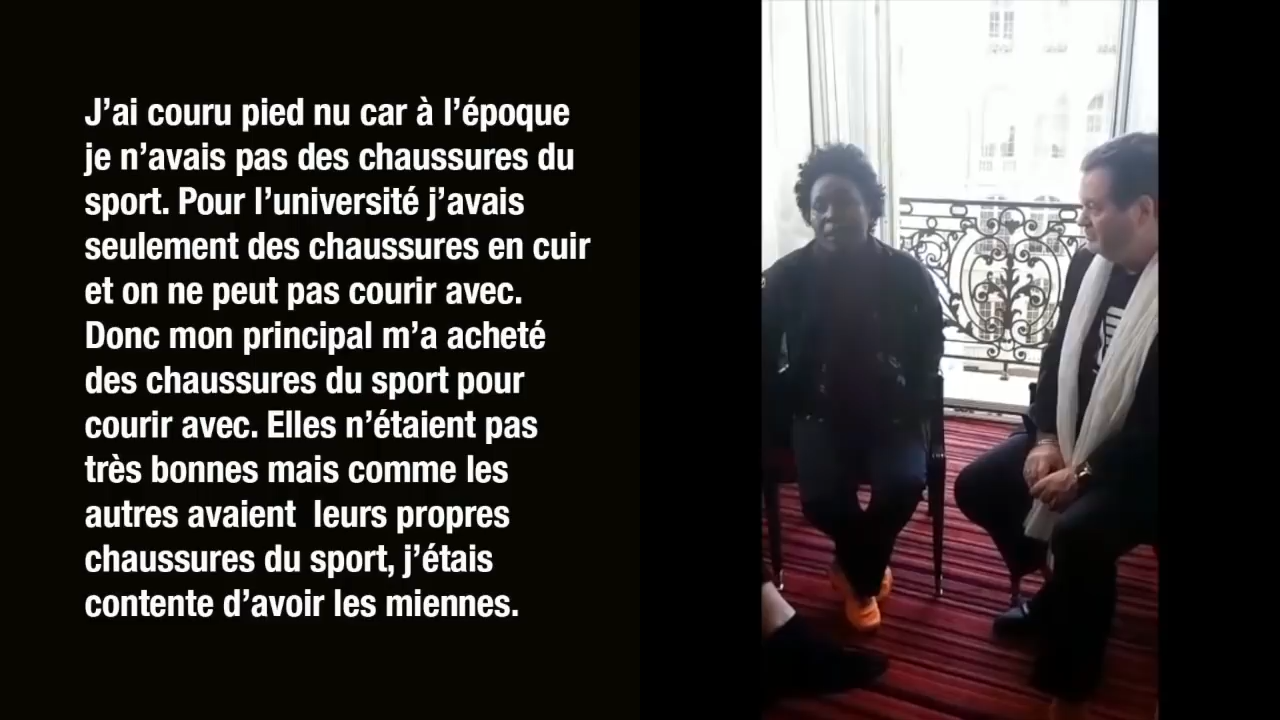 J’ai couru pied nu car à l’époque
je n’avais pas des chaussures du
sport. Pour l’université j’avais
seulement des chaussures en cuir
et on ne peut pas courir avec.
Donc mon principal m’a acheté
des chaussures du sport pour
courir avec. Elles n’étaient pas
très bonnes mais comme les
autres avaient  leurs propres
chaussures du sport, j’étais
contente d’avoir les miennes.